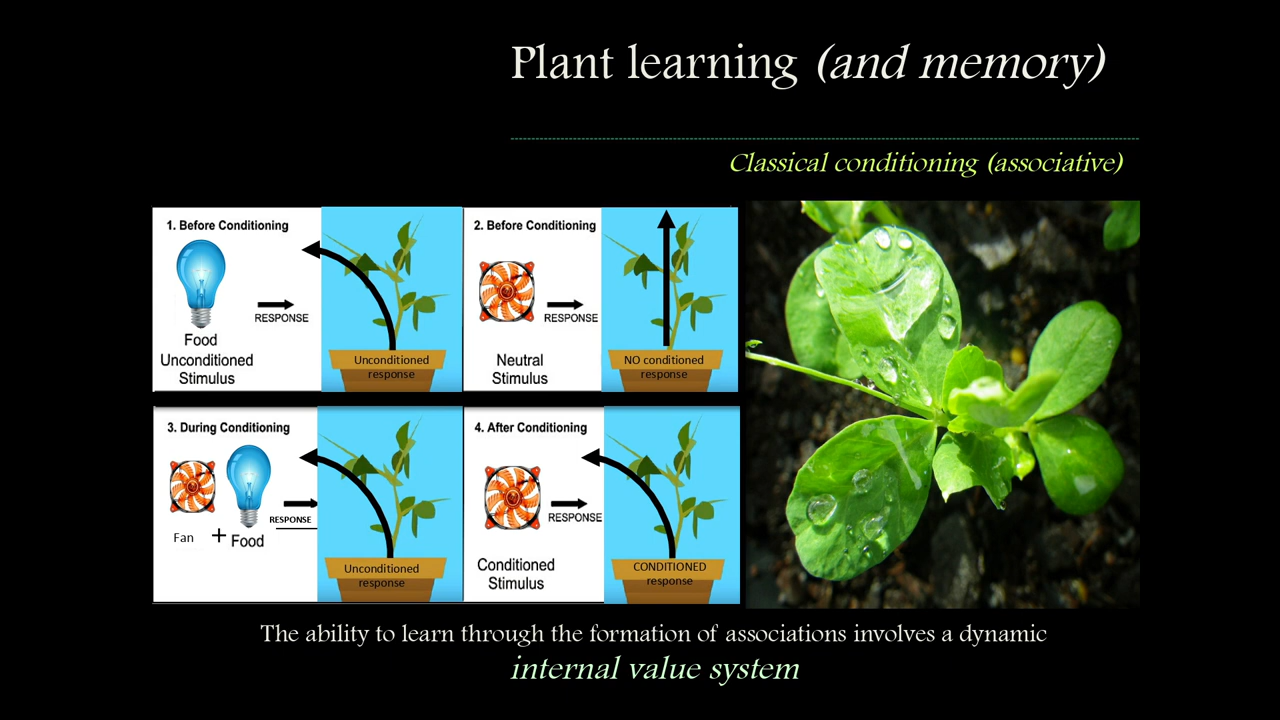 Plant learning (and memory)
Classical conditioning (associative)
1. Before Conditioning
RESPONSE
Food
Unconditioned
Stimulus
Unconditioned
response
2. Before Conditioning
RESPONSE
Neutral
Stimulus
NO conditioned
response
3. During Conditioning
RESPONSE
Fan + Food
Unconditioned
response
4. After Conditioning
RESPONSE
Conditioned
Stimulus
CONDITIONED
response
The ability to learn through the formation of associations involves a dynamic
internal value system